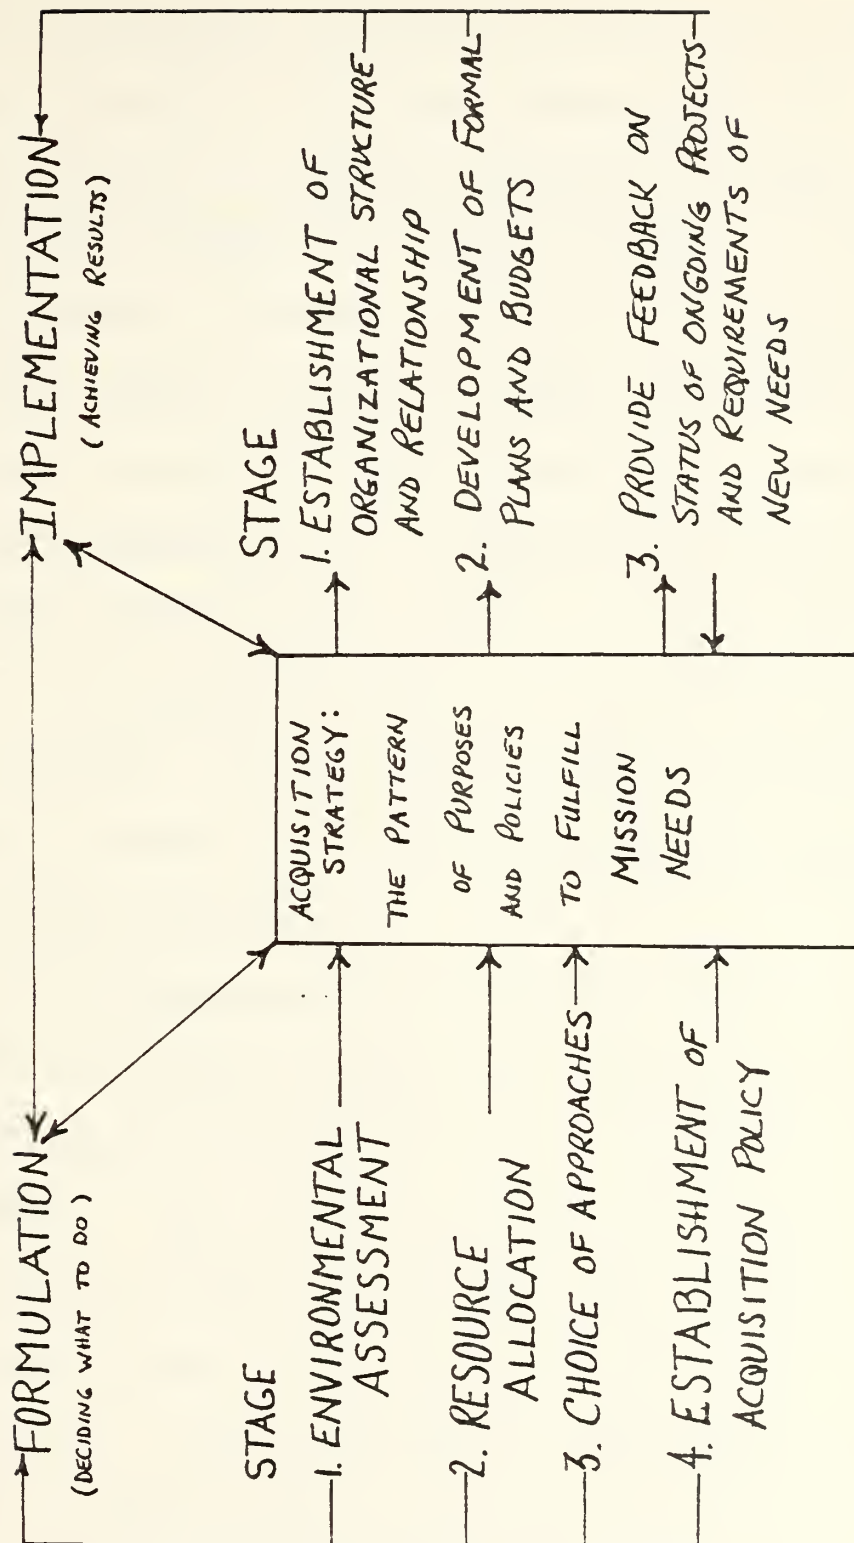 FORMULATION
(DECIDING WHAT TO DO)
STAGE
1. ENVIRONMENTAL
ASSESSMENT
2. RESOURCE
ALLOCATION
3. CHOICE OF APPROACHES
4. ESTABLISHMENT OF
ACQUISITION POLICY
ACQUISITION
STRATEGY:
THE PATTERN
OF PURPOSES
AND POLICIES
TO FULFILL
MISSION
NEEDS
IMPLEMENTATION
(ACHIEVING RESULTS)
STAGE
1. ESTABLISHMENT OF
ORGANIZATIONAL STRUCTURE
AND RELATIONSHIP
2. DEVELOPMENT OF FORMAL
PLANS AND BUDGETS
3. PROVIDE FEEDBACK ON
STATUS OF ONGOING PROJECTS
AND REQUIREMENTS OF
NEW NEEDS